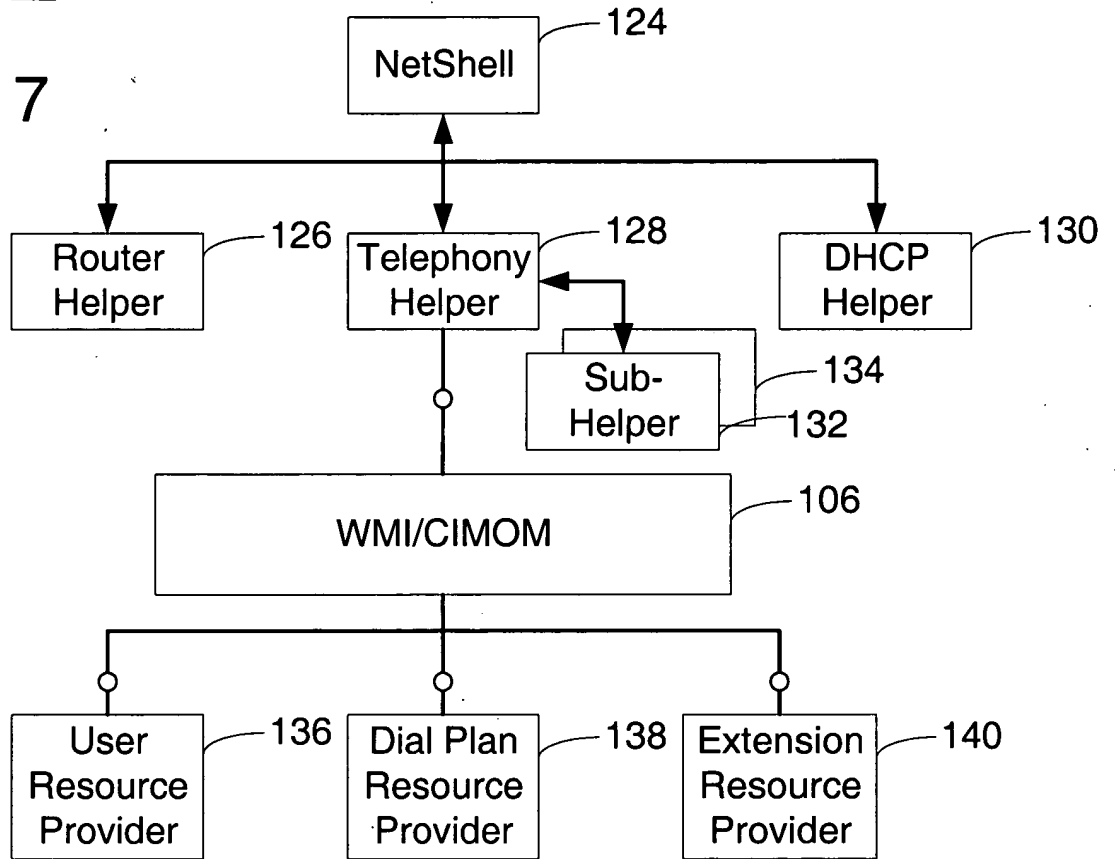 7
NetShell
124
Router
Helper
126
Telephony
Helper
128
DHCP
Helper
130
Sub-
Helper
134
132
WMI/CIMOM
106
User
Resource
Provider
136
Dial Plan
Resource
Provider
138
Extension
Resource
Provider
140